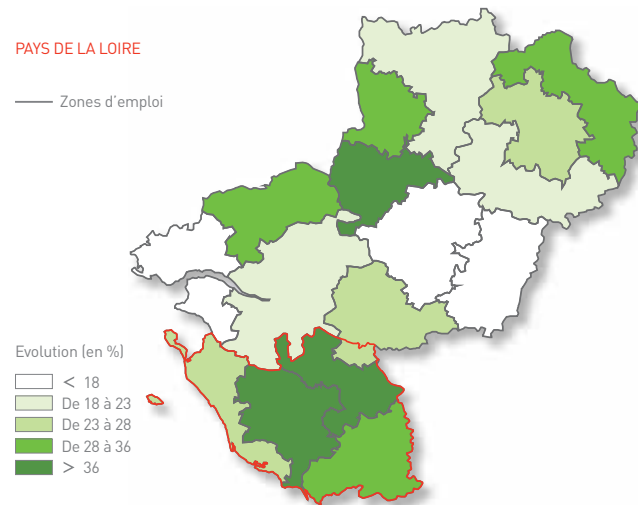 PAYS DE LA LOIRE
Zones d'emploi
Evolution (en %)
< 18
De 18 à 23
De 23 à 28
De 28 à 36
> 36